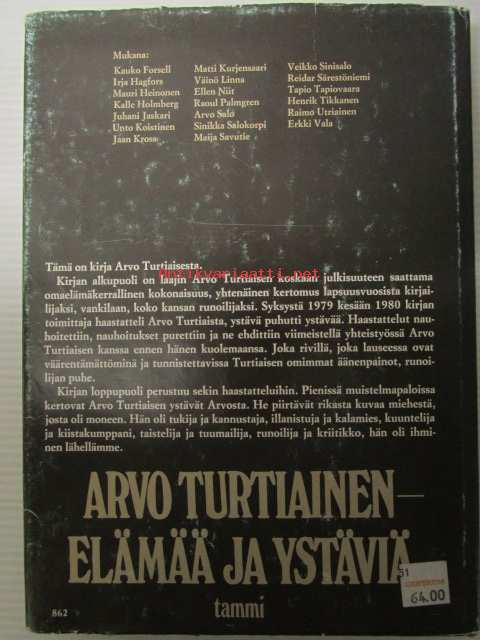 Mukana:
Kauko Forsell
Irja Hagfors
Mauri Heinonen
Kalle Holmberg
Juhani Jaskari
Unto Koistinen
Jaan Kross
Matti Kurjensaari
Väinö Linna
Ellen Niit
Raoul Palmgren
Arvo Salo
Sinikka Salokorpi
Maija Savutie
Veikko Sinisalo
Reidar Särestöniemi
Tapio Tapiovaara
Henrik Tikkanen
Raimo Utriainen
Erkki Vala
Tämä on kirja Arvo Turtiaisesta.
Kirjan alkupuoli on laajin Arvo Turtiaisen koskaan julkisuuteen saattama
omaelämäkerrallinen kokonaisuus, yhtenäinen kertomus lapsuusvuosista kirjai-
lijaksi, vankilaan, koko kansan runoilijaksi. Syksystä 1979 kesään 1980 kirjan
toimittaja haastatteli Arvo Turtiaista, ystävä puhutti ystävää. Haastattelut nau-
hoitettiin, nauhoitukset purettiin ja ne ehdittiin viimeistellä yhteistyössä Arvo
Turtiaisen kanssa ennen hänen kuolemaansa. Joka rivillä, joka lauseessa ovat
väärentämättöminä ja tunnistettavissa Turtiaisen omimmat äänenpainot, runoi-
lijan puhe.
Kirjan loppupuoli perustuu sekin haastatteluihin. Pienissä muistelmapaloissa
kertovat Arvo Turtiaisen ystävät Arvosta. He piirtävät rikasta kuvaa miehestä,
josta oli moneen. Hän oli tukija ja kannustaja, illanistuja ja kalamies, kuuntelija
ja kiistakumppani, taistelija ja tuumailija, runoilija ja kriitikko, hän oli ihmi-
nen lähellämme.
Antikvariaatti.net
ARVO TURTIAINEN—
ELÄMÄÄ JA YSTÄVIÄ
tammi
862
51
64.00